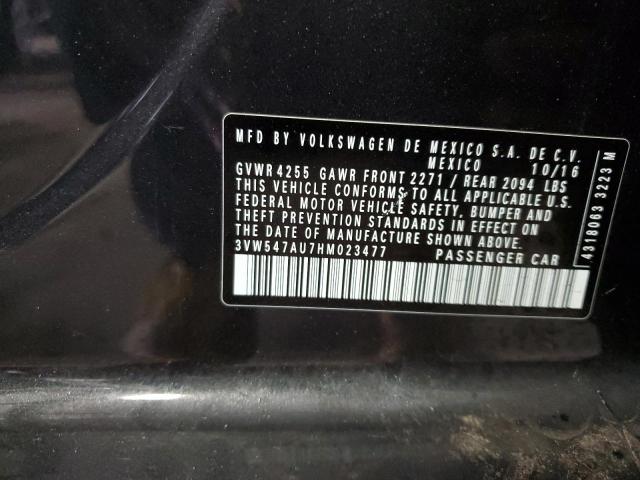 MFD BY VOLKSWAGEN DE MEXICO S.A. DE C.V.
MEXICO 10/16
GVWR 4255 GAWR FRONT 2271 / REAR 2094 LBS
THIS VEHICLE CONFORMS TO ALL APPLICABLE U.S.
FEDERAL MOTOR VEHICLE SAFETY, BUMPER AND
THEFT PREVENTION STANDARDS IN EFFECT ON
THE DATE OF MANUFACTURE SHOWN ABOVE.
3VW547AU7HM023477 PASSENGER CAR
4318063 3223 M